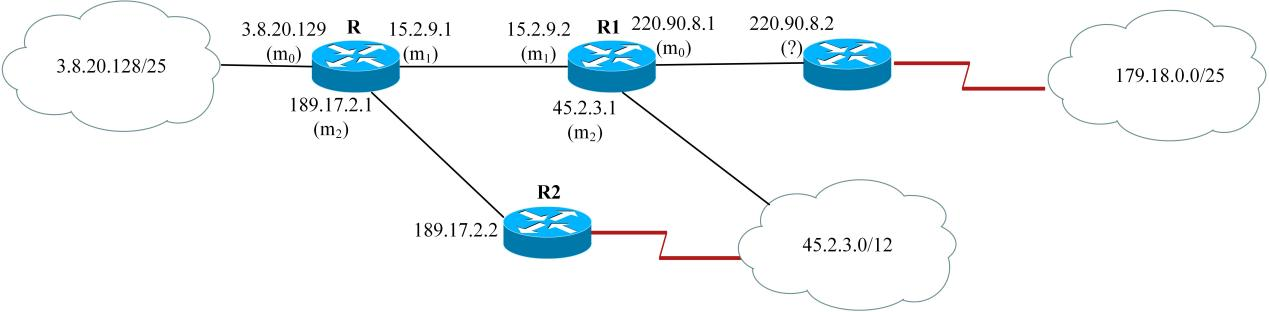 3.8.20.129
(m₀)
R
15.2.9.1
(m₁)
15.2.9.2
(m₁)
R1
220.90.8.1
(m₀)
220.90.8.2
(?)
3.8.20.128/25
179.18.0.0/25
189.17.2.1
(m₂)
45.2.3.1
(m₂)
R2
189.17.2.2
45.2.3.0/12